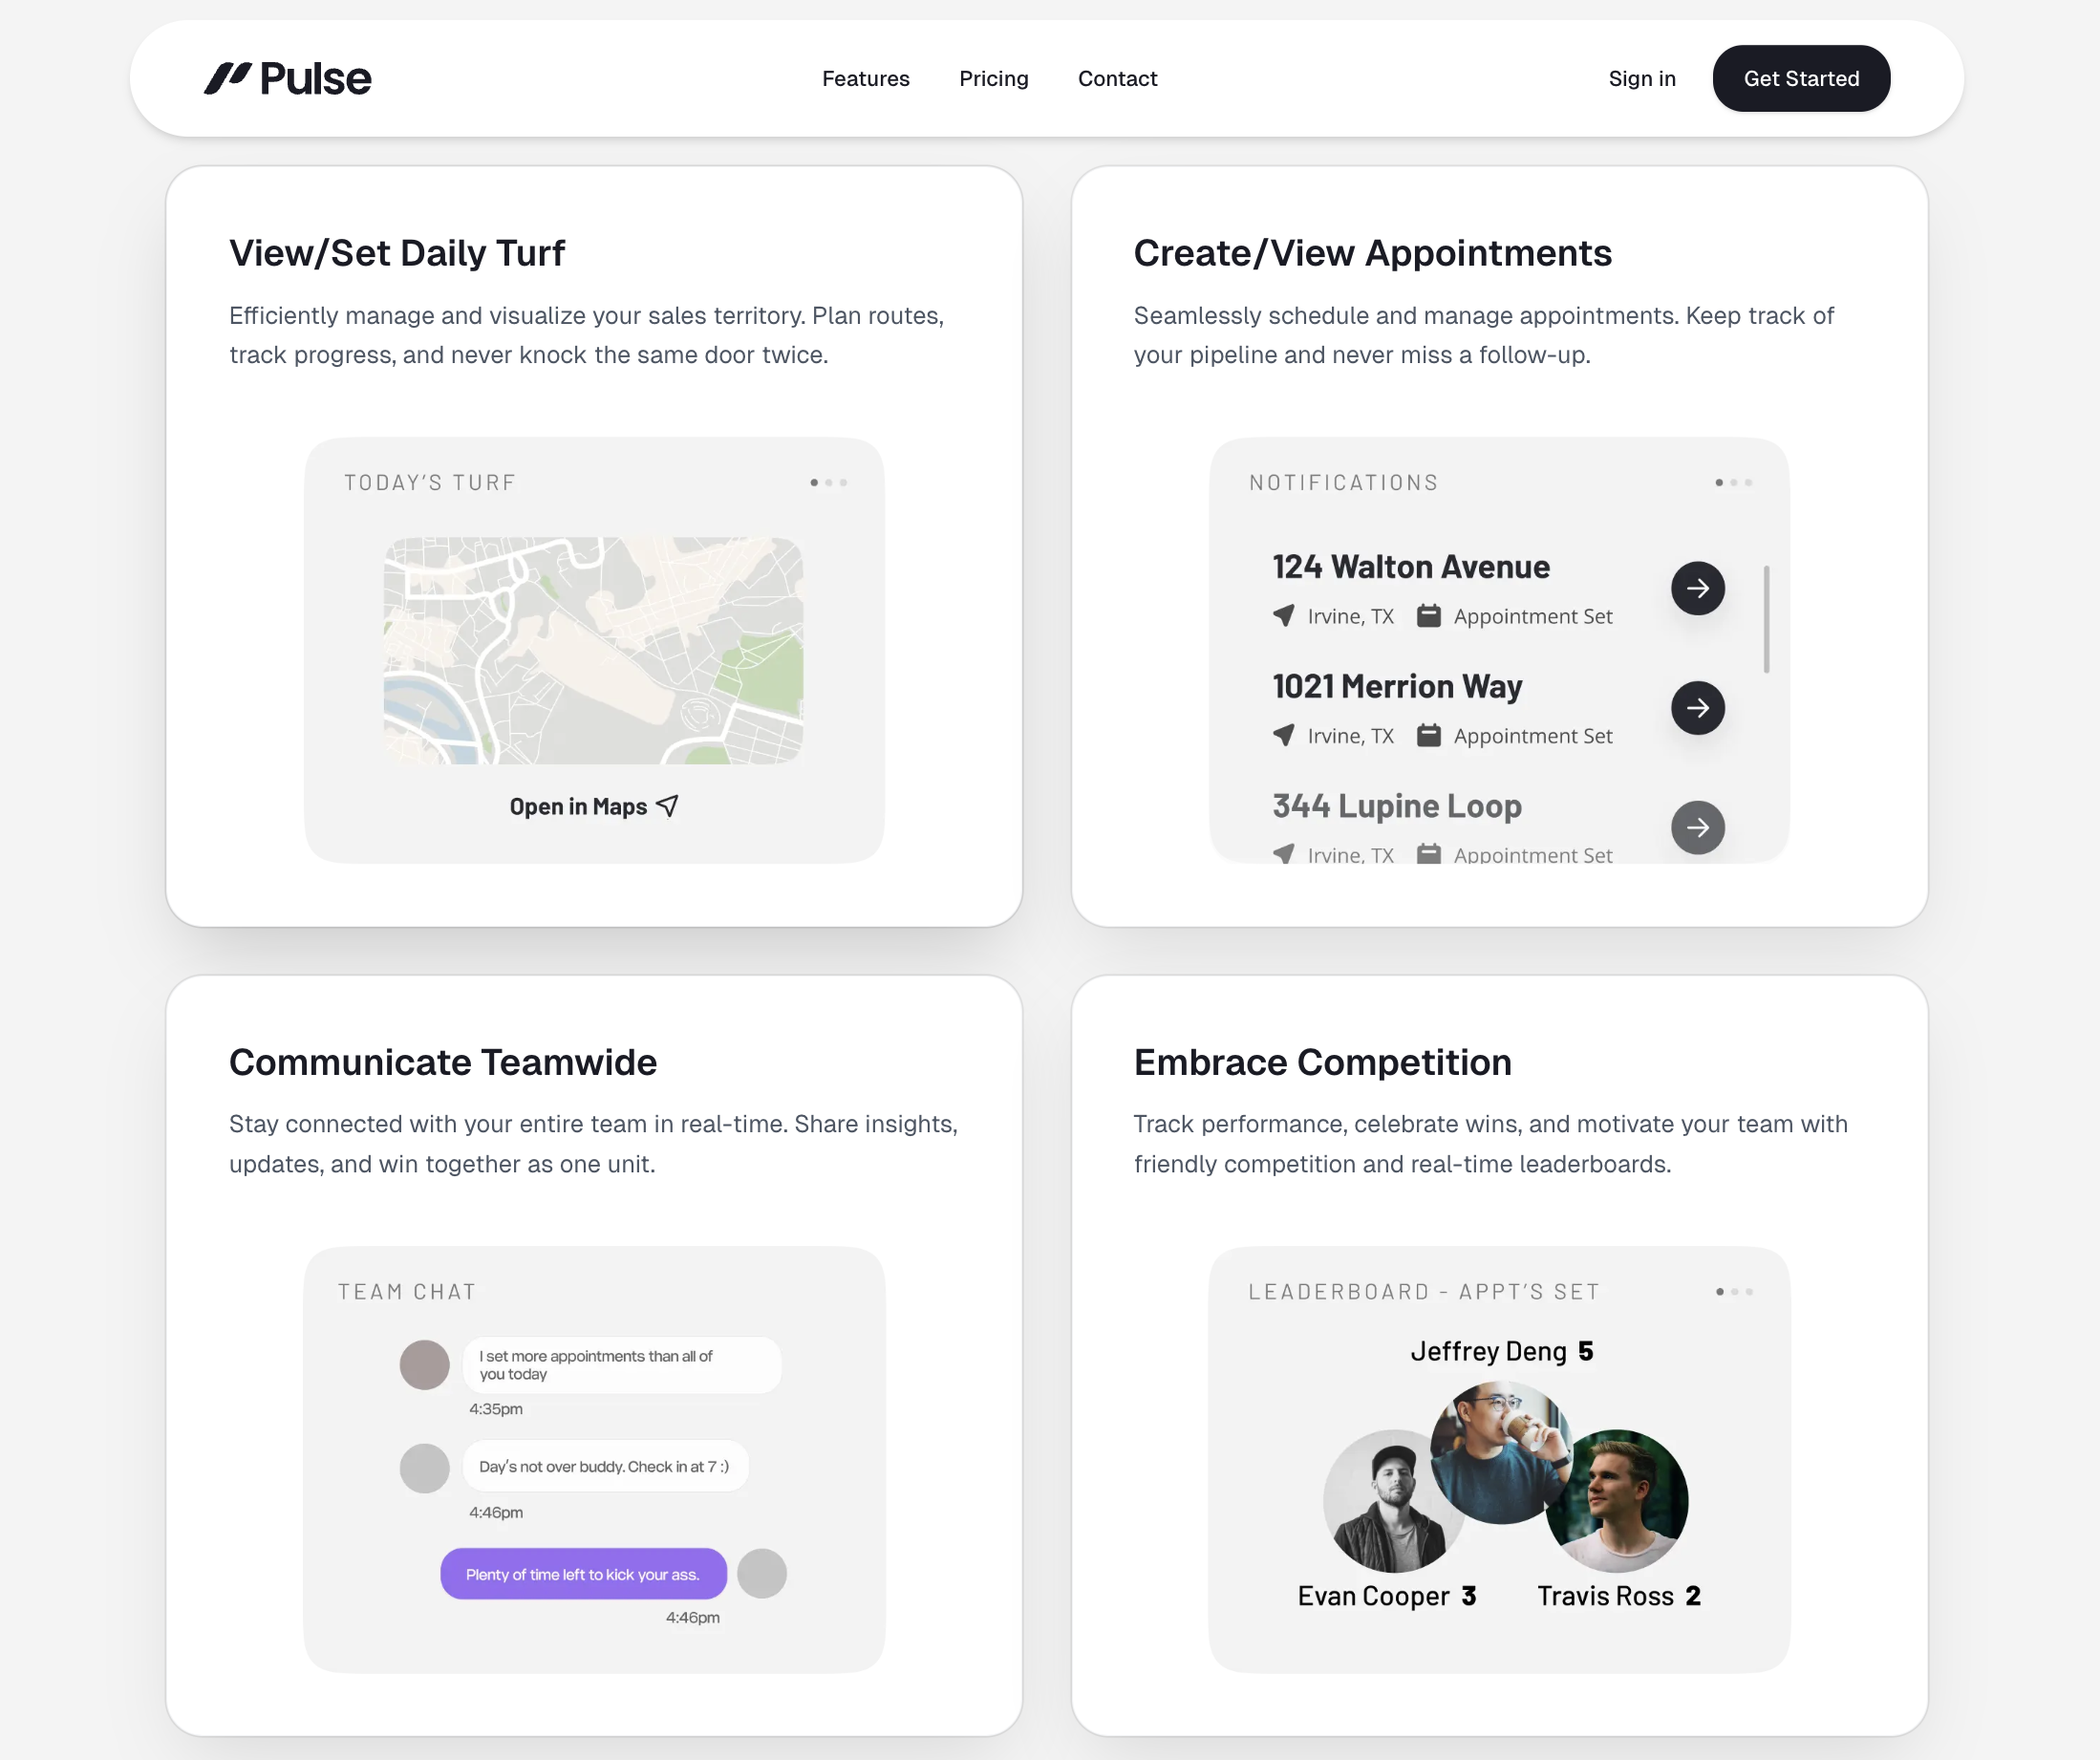 Pulse
Features
Pricing
Contact
Sign in
Get Started
View/Set Daily Turf
Efficiently manage and visualize your sales territory. Plan routes,
track progress, and never knock the same door twice.
TODAY'S TURF
Open in Maps
Create/View Appointments
Seamlessly schedule and manage appointments. Keep track of
your pipeline and never miss a follow-up.
NOTIFICATIONS
124 Walton Avenue
Irvine, TX Appointment Set
1021 Merrion Way
Irvine, TX Appointment Set
344 Lupine Loop
Irvine, TX Appointment Set
Communicate Teamwide
Stay connected with your entire team in real-time. Share insights,
updates, and win together as one unit.
TEAM CHAT
I set more appointments than all of
you today
4:35pm
Day's not over buddy. Check in at 7 :)
4:46pm
Plenty of time left to kick your ass.
4:46pm
Embrace Competition
Track performance, celebrate wins, and motivate your team with
friendly competition and real-time leaderboards.
LEADERBOARD - APPT'S SET
Jeffrey Deng 5
Evan Cooper 3
Travis Ross 2